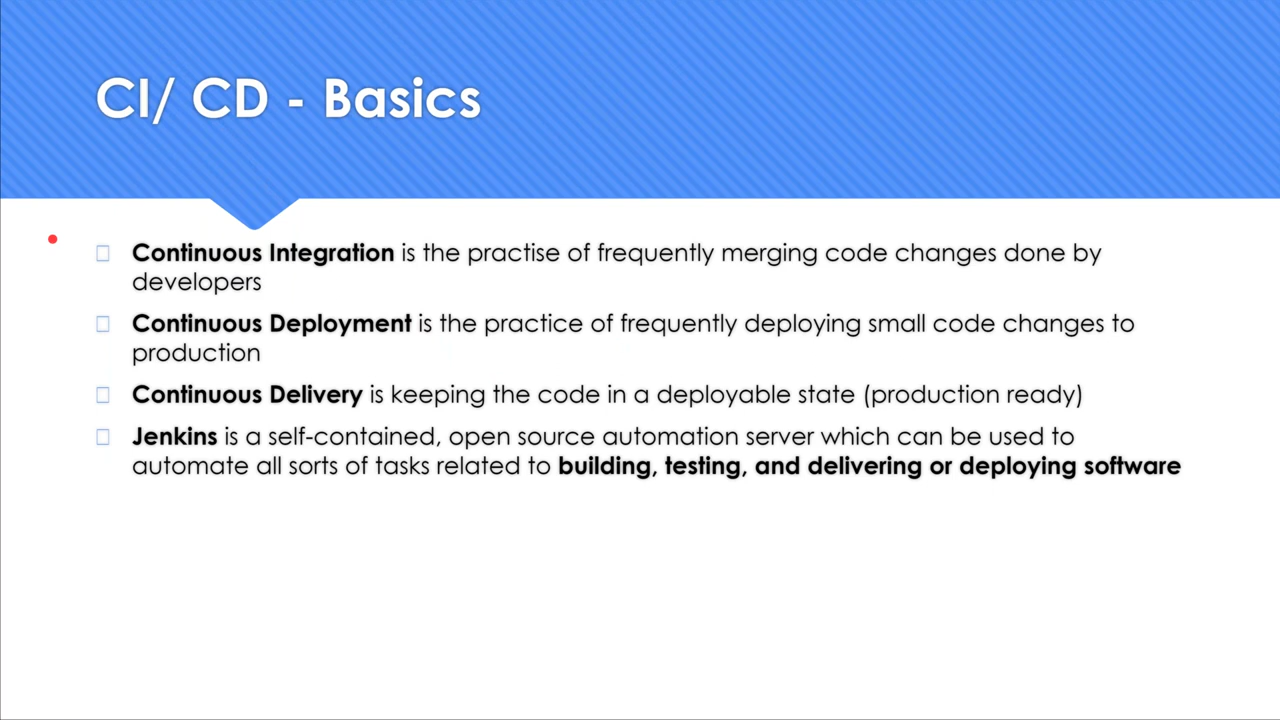 CI/ CD - Basics
Continuous Integration is the practise of frequently merging code changes done by
developers
Continuous Deployment is the practice of frequently deploying small code changes to
production
Continuous Delivery is keeping the code in a deployable state (production ready)
Jenkins is a self-contained, open source automation server which can be used to
automate all sorts of tasks related to building, testing, and delivering or deploying software